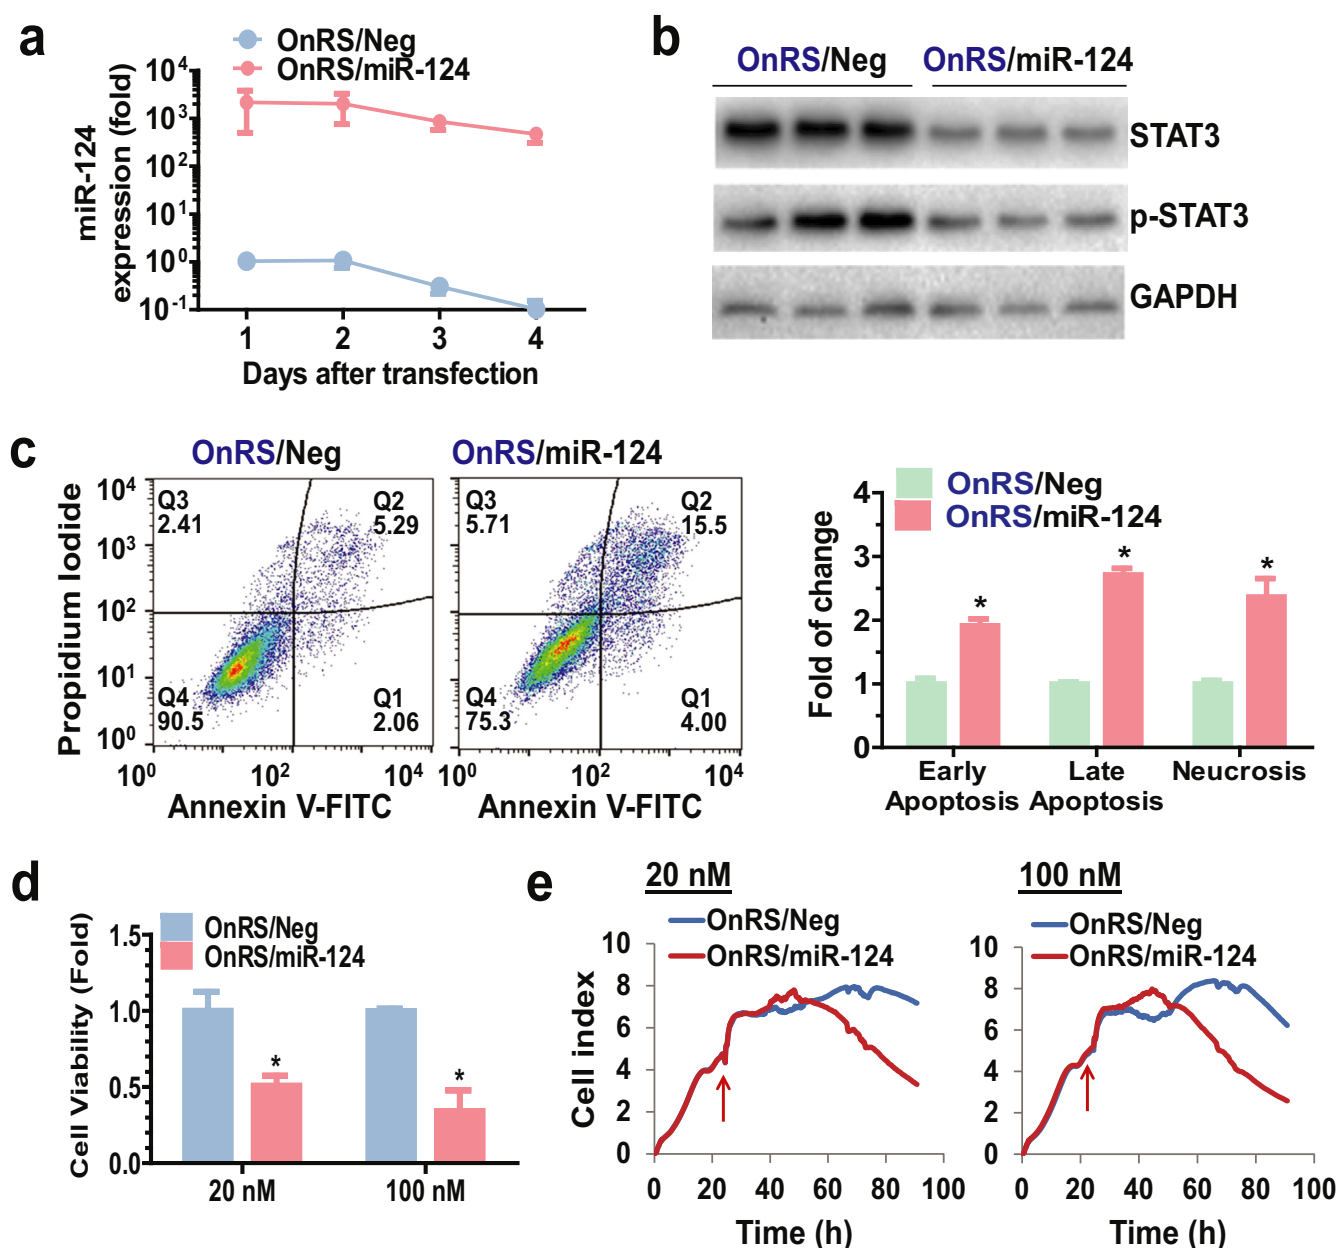 a
OnRS/Neg
OnRS/miR-124
miR-124
expression (fold)
10^4
10^3
10^2
10^1
10^0
10^-1
1 2 3 4
Days after transfection
b
OnRS/Neg OnRS/miR-124
STAT3
p-STAT3
GAPDH
c
OnRS/Neg
OnRS/miR-124
Propidium Iodide
10^4
10^3
10^2
10^1
10^0
Q3
2.41
Q2
5.29
Q4
90.5
Q1
2.06
10^0 10^2 10^4
Annexin V-FITC
Q3
5.71
Q2
15.5
Q4
75.3
Q1
4.00
10^0 10^2 10^4
Annexin V-FITC
OnRS/Neg
OnRS/miR-124
Fold of change
4
3
2
1
0
* * *
Early
Apoptosis
Late
Apoptosis
Neucrosis
d
OnRS/Neg
OnRS/miR-124
Cell Viability (Fold)
1.5
1.0
0.5
0.0
* *
20 nM 100 nM
e
20 nM
OnRS/Neg
OnRS/miR-124
Cell index
10
8
6
4
2
0
0 20 40 60 80 100
Time (h)
100 nM
OnRS/Neg
OnRS/miR-124
10
8
6
4
2
0
0 20 40 60 80 100
Time (h)